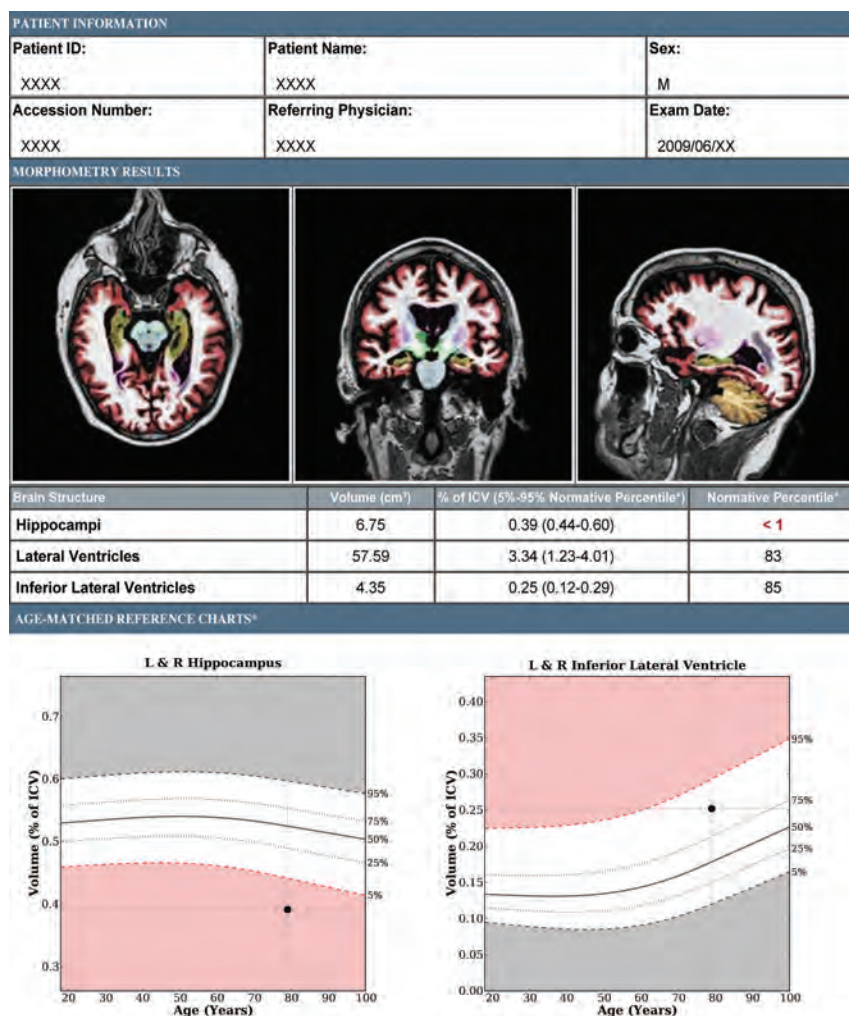 PATIENT INFORMATION
Patient ID: Patient Name: Sex:
XXXX XXXX M
Accession Number: Referring Physician: Exam Date:
XXXX XXXX 2009/06/XX
MORPHOMETRY RESULTS
Brain Structure Volume (cm³) % of ICV (5%-95% Normative Percentile*) Normative Percentile*
Hippocampi 6.75 0.39 (0.44-0.60) < 1
Lateral Ventricles 57.59 3.34 (1.23-4.01) 83
Inferior Lateral Ventricles 4.35 0.25 (0.12-0.29) 85
AGE-MATCHED REFERENCE CHARTS*
L & R Hippocampus
Volume (% of ICV)
0.7
0.6
0.5
0.4
0.3
95%
75%
50%
25%
5%
20 30 40 50 60 70 80 90 100
Age (Years)
L & R Inferior Lateral Ventricle
Volume (% of ICV)
0.40
0.35
0.30
0.25
0.20
0.15
0.10
0.05
0.00
95%
75%
50%
25%
5%
20 30 40 50 60 70 80 90 100
Age (Years)